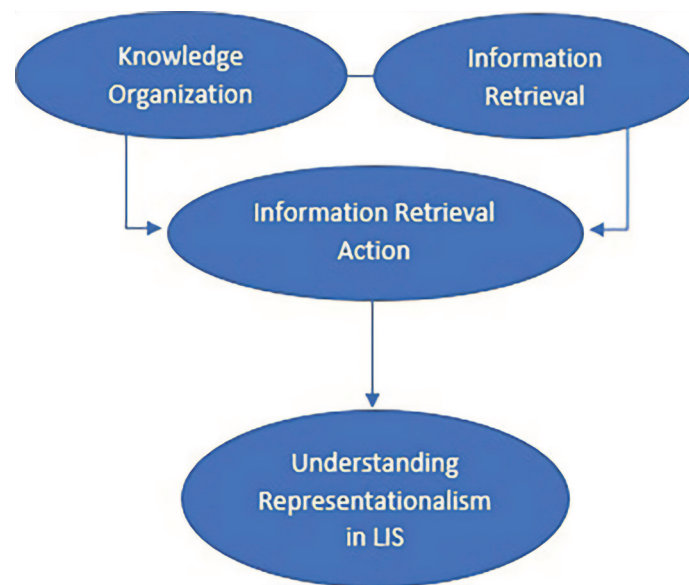 Knowledge
Organization
Information
Retrieval
Information Retrieval
Action
Understanding
Representationalism
in LIS